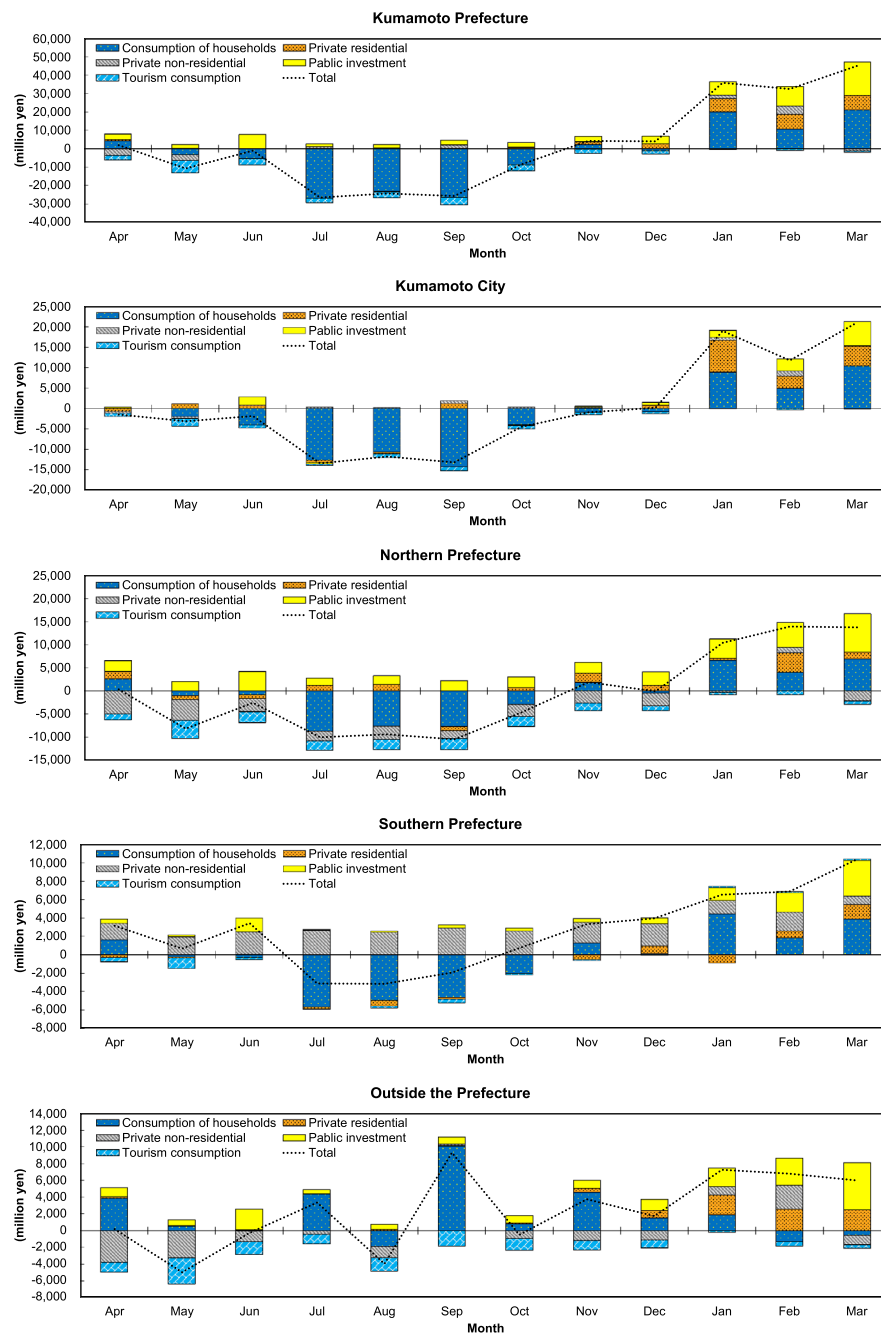 Kumamoto Prefecture
60,000
50,000
40,000
30,000
20,000
10,000
0
-10,000
-20,000
-30,000
-40,000
(million yen)
Consumption of households Private residential
Private non-residential Pablic investment
Tourism consumption Total
Apr May Jun Jul Aug Sep Oct Nov Dec Jan Feb Mar
Month
Kumamoto City
25,000
20,000
15,000
10,000
5,000
0
-5,000
-10,000
-15,000
-20,000
(million yen)
Consumption of households Private residential
Private non-residential Pablic investment
Tourism consumption Total
Apr May Jun Jul Aug Sep Oct Nov Dec Jan Feb Mar
Month
Northern Prefecture
25,000
20,000
15,000
10,000
5,000
0
-5,000
-10,000
-15,000
(million yen)
Consumption of households Private residential
Private non-residential Pablic investment
Tourism consumption Total
Apr May Jun Jul Aug Sep Oct Nov Dec Jan Feb Mar
Month
Southern Prefecture
12,000
10,000
8,000
6,000
4,000
2,000
0
-2,000
-4,000
-6,000
-8,000
(million yen)
Consumption of households Private residential
Private non-residential Pablic investment
Tourism consumption Total
Apr May Jun Jul Aug Sep Oct Nov Dec Jan Feb Mar
Month
Outside the Prefecture
14,000
12,000
10,000
8,000
6,000
4,000
2,000
0
-2,000
-4,000
-6,000
-8,000
(million yen)
Consumption of households Private residential
Private non-residential Pablic investment
Tourism consumption Total
Apr May Jun Jul Aug Sep Oct Nov Dec Jan Feb Mar
Month